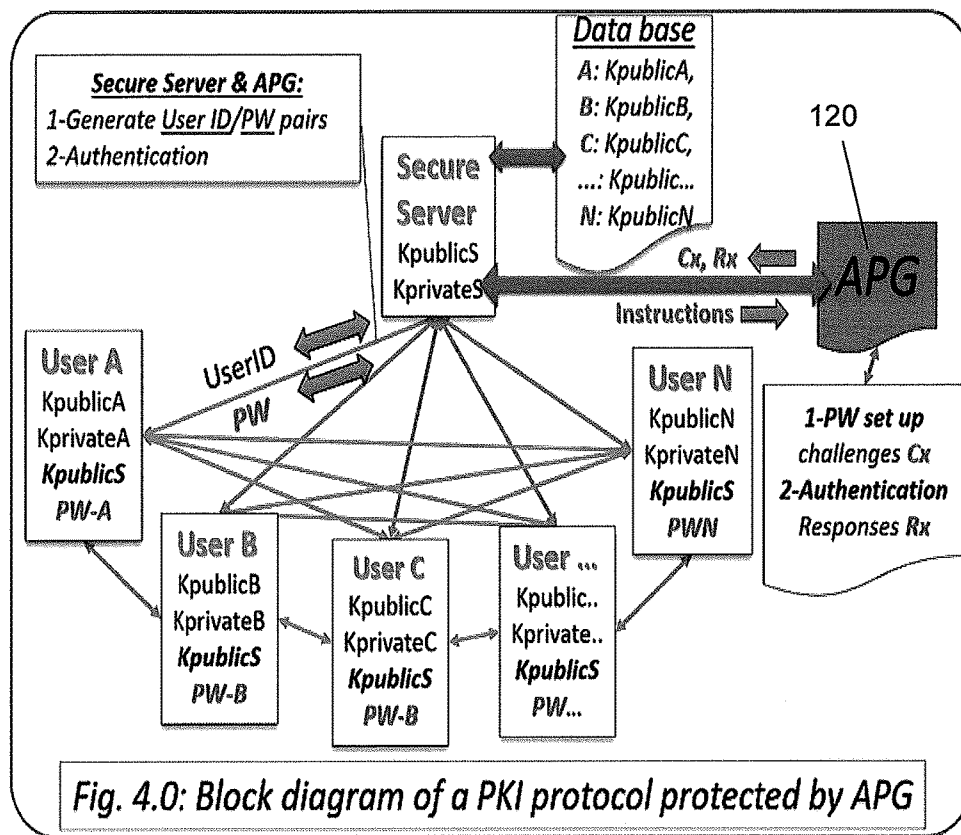 Secure Server & APG:
1-Generate User ID/PW pairs
2-Authentication
Data base
A: KpublicA,
B: KpublicB,
C: KpublicC,
...: Kpublic...
N: KpublicN
120
Secure
Server
KpublicS
KprivateS
Cx, Rx
APG
Instructions
UserID
PW
User A
KpublicA
KprivateA
KpublicS
PW-A
User B
KpublicB
KprivateB
KpublicS
PW-B
User C
KpublicC
KprivateC
KpublicS
PW-B
User ...
Kpublic..
Kprivate..
KpublicS
PW...
User N
KpublicN
KprivateN
KpublicS
PWN
1-PW set up
challenges Cx
2-Authentication
Responses Rx
Fig. 4.0: Block diagram of a PKI protocol protected by APG